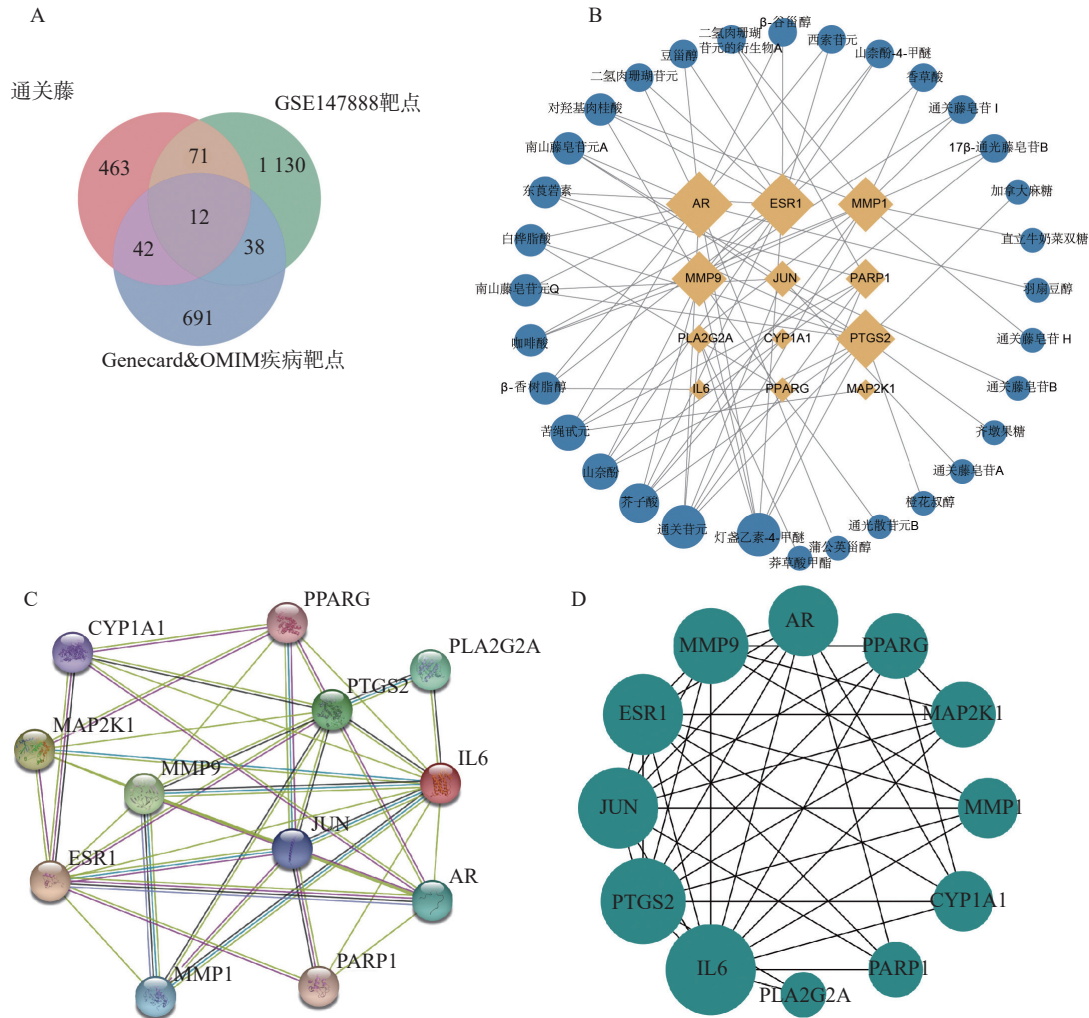 A
通关藤
GSE147888靶点
463
71
1 130
12
42
38
691
Genecard&OMIM疾病靶点
B
β-谷甾醇
二氢肉珊瑚
苷元的衍生物A
西索苷元
豆甾醇
山柰酚-4-甲醚
二氢肉珊瑚苷元
香草酸
对羟基肉桂酸
通关藤皂苷 I
南山藤皂苷元A
17β-通光藤皂苷B
东莨菪素
加拿大麻糖
白桦脂酸
直立牛奶菜双糖
南山藤皂苷元Q
羽扇豆醇
咖啡酸
通关藤皂苷 H
β-香树脂醇
通关藤皂苷B
苦绳甙元
齐墩果糖
山奈酚
通关藤皂苷A
芥子酸
橙花叔醇
通关苷元
通光散苷元B
灯盏乙素-4-甲醚
蒲公英甾醇
莽草酸甲酯
AR
ESR1
MMP1
MMP9
JUN
PARP1
PLA2G2A
CYP1A1
PTGS2
IL6
PPARG
MAP2K1
C
PPARG
CYP1A1
PLA2G2A
PTGS2
MAP2K1
IL6
MMP9
JUN
ESR1
AR
PARP1
MMP1
D
AR
MMP9
PPARG
ESR1
MAP2K1
JUN
MMP1
PTGS2
CYP1A1
IL6
PARP1
PLA2G2A